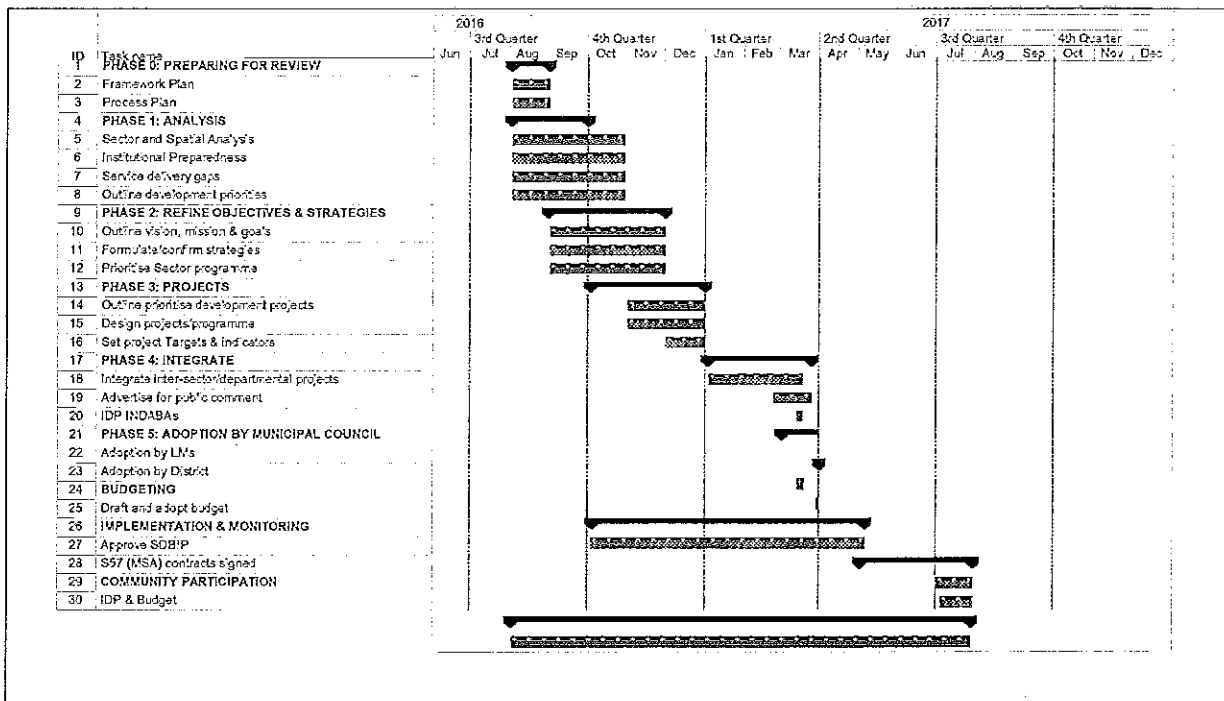 2016 2017
3rd Quarter 4th Quarter 1st Quarter 2nd Quarter 3rd Quarter 4th Quarter
ID Task name Jun Jul Aug Sep Oct Nov Dec Jan Feb Mar Apr May Jun Jul Aug Sep Oct Nov Dec
1 PHASE 0: PREPARING FOR REVIEW
2 Framework Plan
3 Process Plan
4 PHASE 1: ANALYSIS
5 Sector and Spatial Analysis
6 Institutional Preparedness
7 Service delivery gaps
8 Outline development priorities
9 PHASE 2: REFINE OBJECTIVES & STRATEGIES
10 Outline vision, mission & goals
11 Formulate/confirm strategies
12 Prioritise Sector programme
13 PHASE 3: PROJECTS
14 Outline prioritise development projects
15 Design projects/programme
16 Set project Targets & indicators
17 PHASE 4: INTEGRATE
18 Integrate inter-sector/departmental projects
19 Advertise for public comment
20 IDP INDABAs
21 PHASE 5: ADOPTION BY MUNICIPAL COUNCIL
22 Adoption by LMs
23 Adoption by District
24 BUDGETING
25 Draft and adopt budget
26 IMPLEMENTATION & MONITORING
27 Approve SDBIP
28 S57 (MSA) contracts signed
29 COMMUNITY PARTICIPATION
30 IDP & Budget